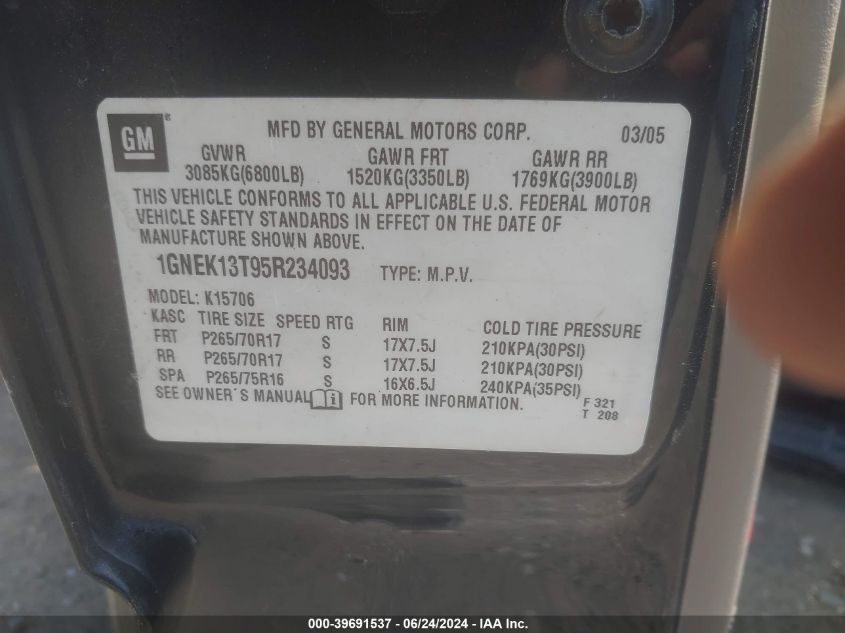 GM ®
MFD BY GENERAL MOTORS CORP. 03/05
GVWR GAWR FRT GAWR RR
3085KG(6800LB) 1520KG(3350LB) 1769KG(3900LB)
THIS VEHICLE CONFORMS TO ALL APPLICABLE U.S. FEDERAL MOTOR
VEHICLE SAFETY STANDARDS IN EFFECT ON THE DATE OF
MANUFACTURE SHOWN ABOVE.
1GNEK13T95R234093 TYPE: M.P.V.
MODEL: K15706
KASC TIRE SIZE SPEED RTG RIM COLD TIRE PRESSURE
FRT P265/70R17 S 17X7.5J 210KPA(30PSI)
RR P265/70R17 S 17X7.5J 210KPA(30PSI)
SPA P265/75R16 S 16X6.5J 240KPA(35PSI)
SEE OWNER'S MANUAL i FOR MORE INFORMATION.
F 321
T 208
000-39691537 - 06/24/2024 - IAA Inc.